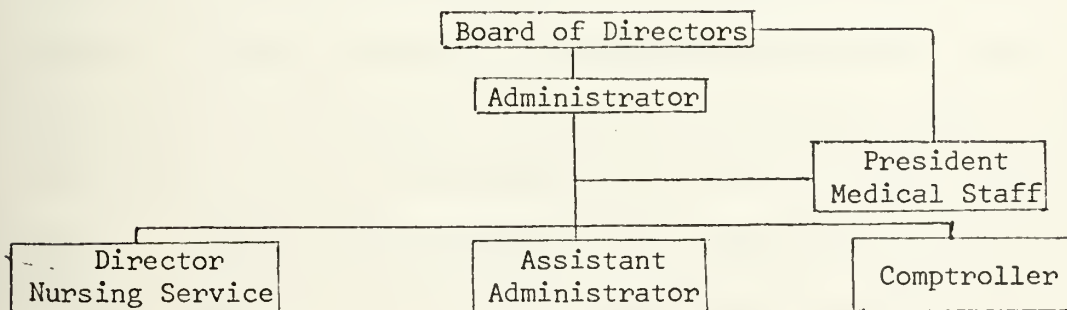 Board of Directors
Administrator
President
Medical Staff
Director
Nursing Service
Assistant
Administrator
Comptroller